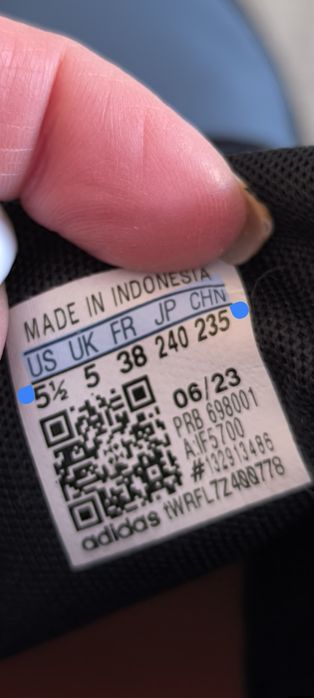 MADE IN INDONESIA
US UK FR JP CHN
5½ 5 38 240 235
06/23
PRB 698001
A:IF5700
#132913486
adidas tWRFL7Z40Q778